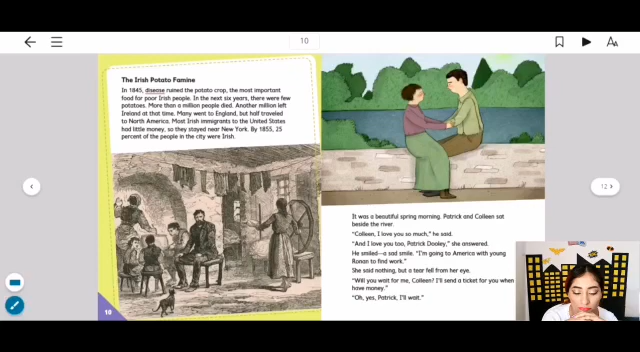 10
The Irish Potato Famine
In 1845, disease ruined the potato crop, the most important
food for poor Irish people. In the next six years, there were few
potatoes. More than a million people died. Another million left
Ireland at that time. Many went to England, but half traveled
to North America. Most Irish immigrants to the United States
had little money, so they stayed near New York. By 1855, 25
percent of the people in the city were Irish.
10
It was a beautiful spring morning. Patrick and Colleen sat
beside the river.
"Colleen, I love you so much," he said.
"And I love you too, Patrick Dooley," she answered.
He smiled—a sad smile. "I'm going to America with young
Ronan to find work."
She said nothing, but a tear fell from her eye.
"Will you wait for me, Colleen? I'll send a ticket for you when
have money."
"Oh, yes, Patrick, I'll wait."
12